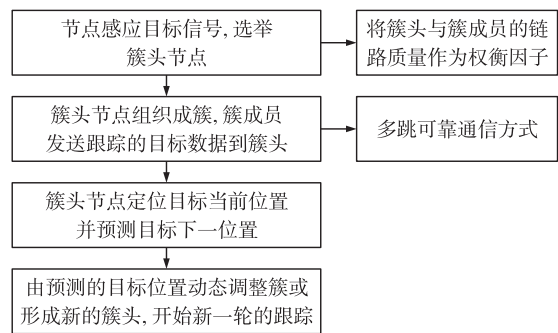 节点感应目标信号, 选举
簇头节点
将簇头与簇成员的链
路质量作为权衡因子
簇头节点组织成簇, 簇成员
发送跟踪的目标数据到簇头
多跳可靠通信方式
簇头节点定位目标当前位置
并预测目标下一位置
由预测的目标位置动态调整簇或
形成新的簇头, 开始新一轮的跟踪